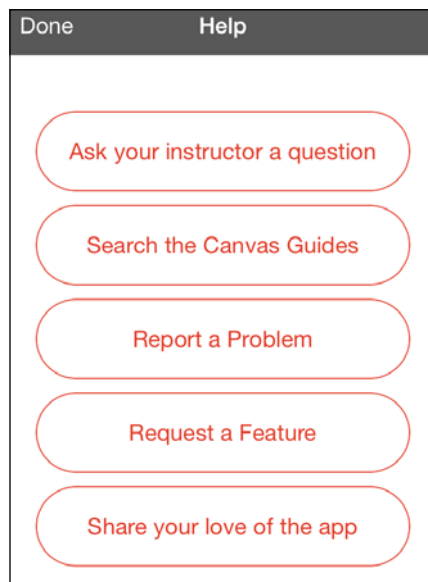 Done Help
Ask your instructor a question
Search the Canvas Guides
Report a Problem
Request a Feature
Share your love of the app